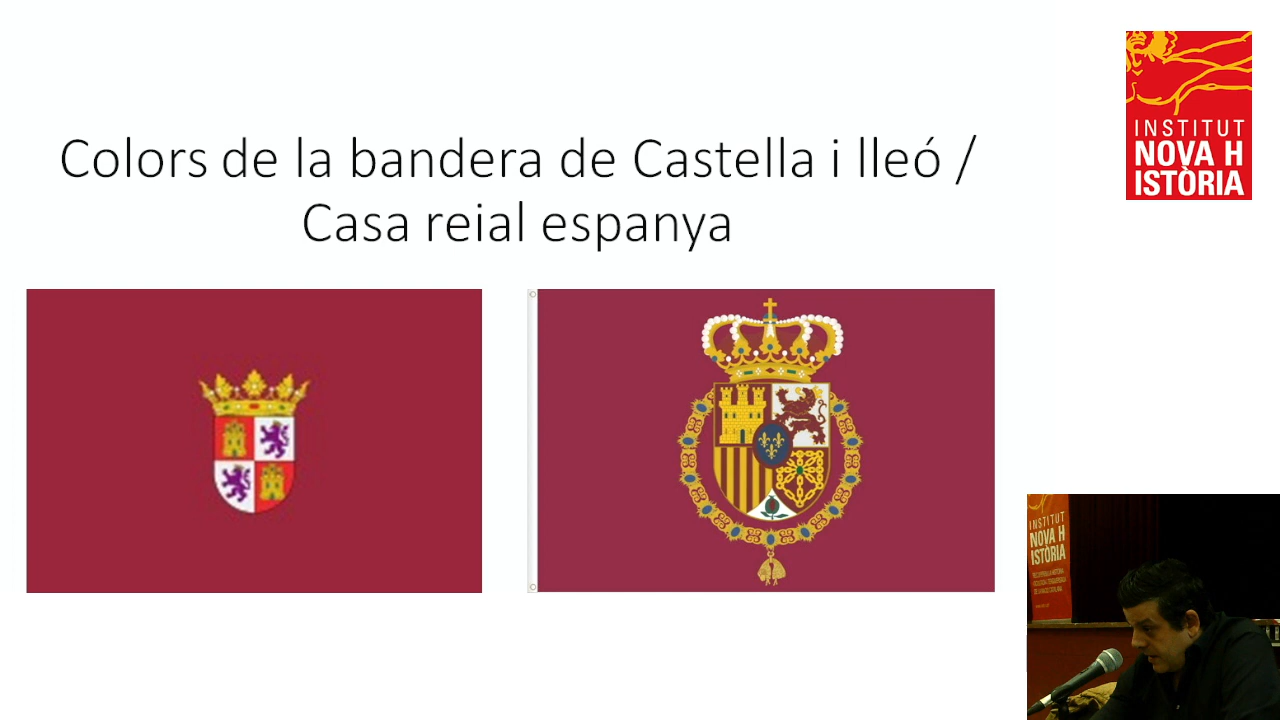 Colors de la bandera de Castella i lleó /
Casa reial espanya
INSTITUT
NOVA H
ISTÒRIA
INSTITUT
NOVA H
ISTÒRIA